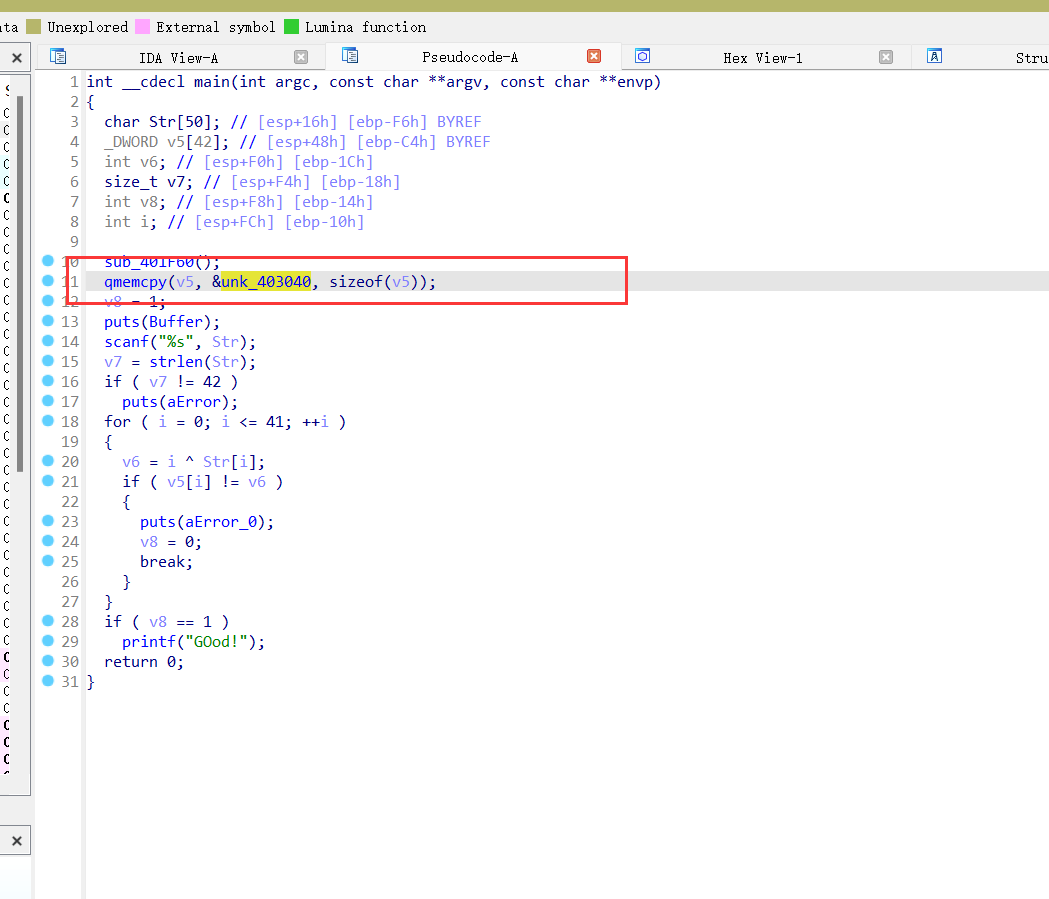 ta Unexplored External symbol Lumina function
IDA View-A Pseudocode-A Hex View-1 Stru
1 int __cdecl main(int argc, const char **argv, const char **envp)
2 {
3 char Str[50]; // [esp+16h] [ebp-F6h] BYREF
4 _DWORD v5[42]; // [esp+48h] [ebp-C4h] BYREF
5 int v6; // [esp+F0h] [ebp-1Ch]
6 size_t v7; // [esp+F4h] [ebp-18h]
7 int v8; // [esp+F8h] [ebp-14h]
8 int i; // [esp+FCh] [ebp-10h]
9
10 sub_401F60();
11 qmemcpy(v5, &unk_403040, sizeof(v5));
12 v8 = 1;
13 puts(Buffer);
14 scanf("%s", Str);
15 v7 = strlen(Str);
16 if ( v7 != 42 )
17 puts(aError);
18 for ( i = 0; i <= 41; ++i )
19 {
20 v6 = i ^ Str[i];
21 if ( v5[i] != v6 )
22 {
23 puts(aError_0);
24 v8 = 0;
25 break;
26 }
27 }
28 if ( v8 == 1 )
29 printf("GOod!");
30 return 0;
31 }